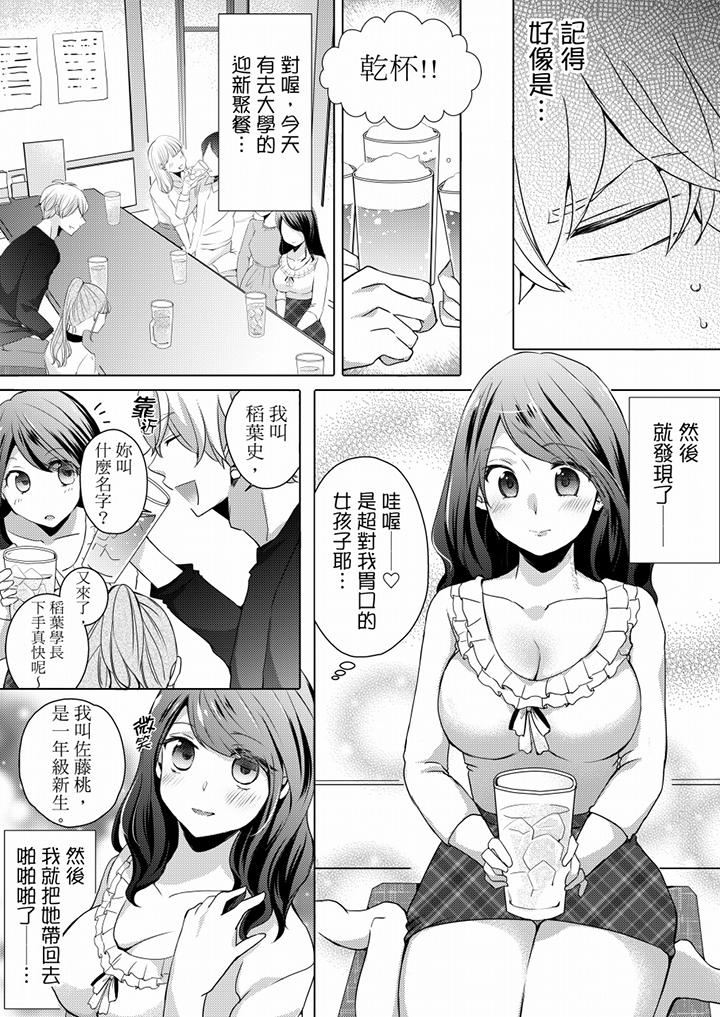 記得
好像是…
乾杯!!
對喔，今天
有去大學的
迎新聚餐…
然後
就發現了——
哇喔——♡
是超對我胃口的
女孩子耶…
我叫
稻葉史，
靠近
妳叫
什麼名字？
又來了，
稻葉學長
下手真快呢～
微笑
我叫佐藤桃，
是一年級新生。
然後
我就把她帶回去
啪啪啪了——……